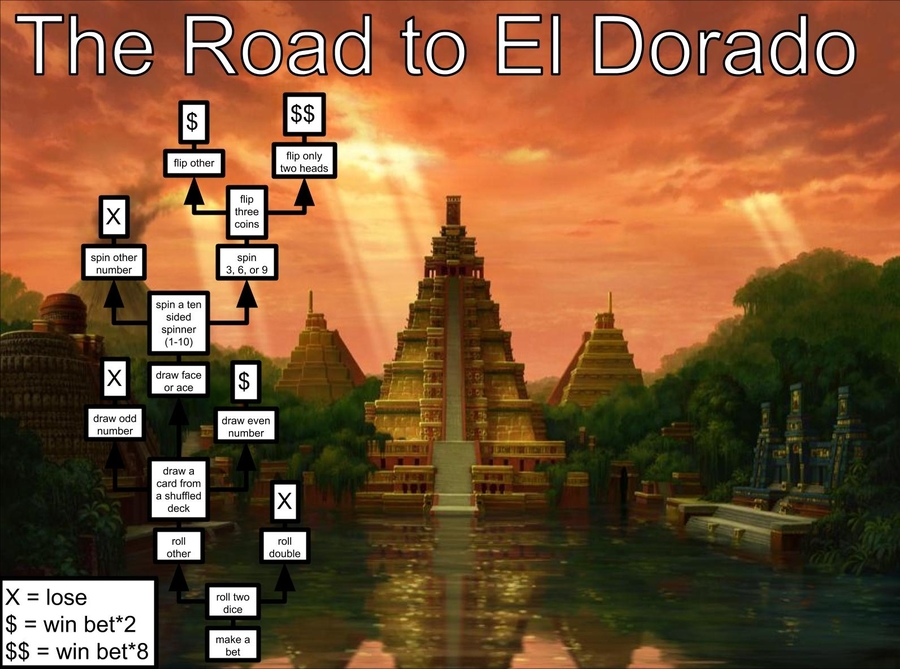 The Road to El Dorado
$
$$
flip other
flip only
two heads
flip
three
coins
X
spin other
number
spin
3, 6, or 9
spin a ten
sided
spinner
(1-10)
X
draw face
or ace
$
draw odd
number
draw even
number
draw a
card from
a shuffled
deck
X
roll
other
roll
double
roll two
dice
make a
bet
X = lose
$ = win bet*2
$$ = win bet*8